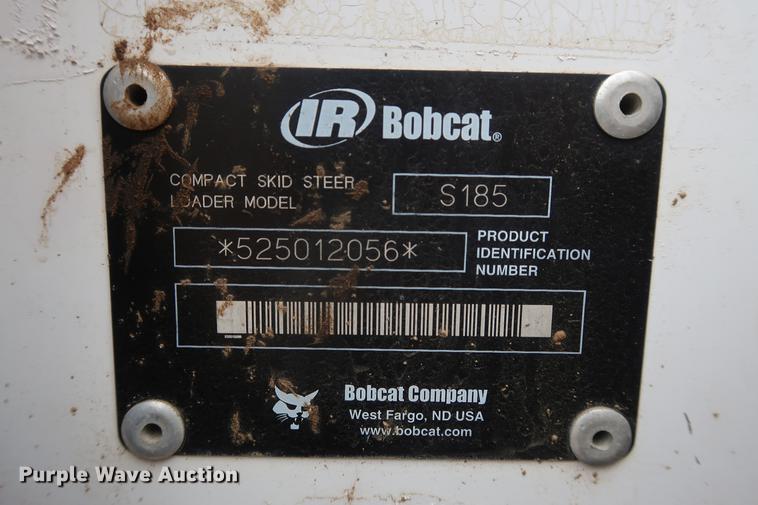 IR Bobcat®
COMPACT SKID STEER
LOADER MODEL
S185
*525012056*
PRODUCT
IDENTIFICATION
NUMBER
Bobcat Company
West Fargo, ND USA
www.bobcat.com
Purple Wave Auction